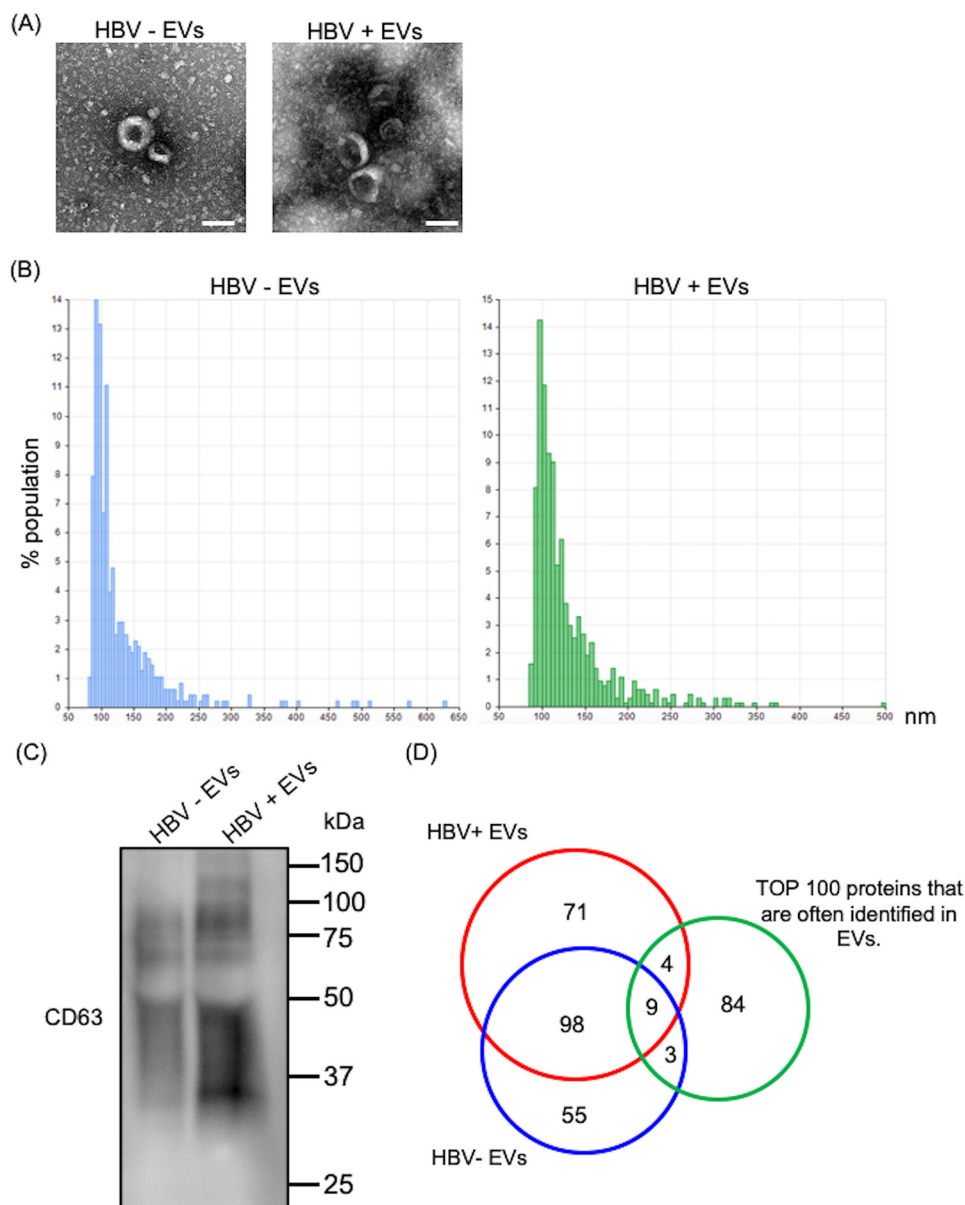 (A)
HBV - EVs
HBV + EVs
(B)
HBV - EVs
HBV + EVs
% population
14
13
12
11
10
9
8
7
6
5
4
3
2
1
0
50 100 150 200 250 300 350 400 450 500 550 600 650
15
14
13
12
11
10
9
8
7
6
5
4
3
2
1
0
50 100 150 200 250 300 350 400 450 500
nm
(C)
HBV - EVs
HBV + EVs
kDa
150
100
75
50
37
25
CD63
(D)
HBV+ EVs
TOP 100 proteins that
are often identified in
EVs.
71
4
9
84
98
3
55
HBV- EVs